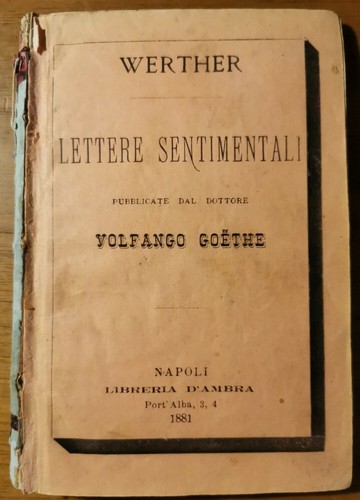 WERTHER
LETTERE SENTIMENTALI
PUBBLICATE DAL DOTTORE
VOLFANGO GOËTHE
NAPOLI
LIBRERIA D'AMBRA
Port'Alba, 3, 4
1881